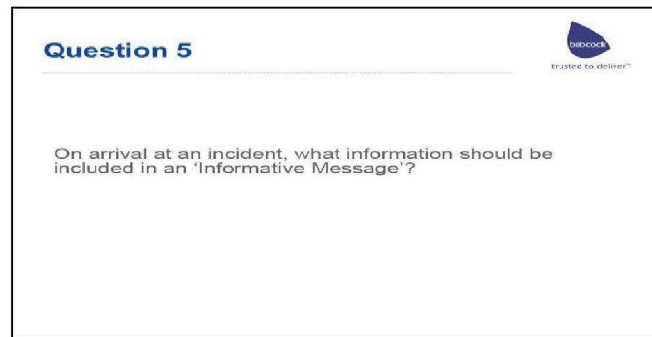 Question 5
babcock
trusted to deliver™
On arrival at an incident, what information should be
included in an ‘Informative Message’?